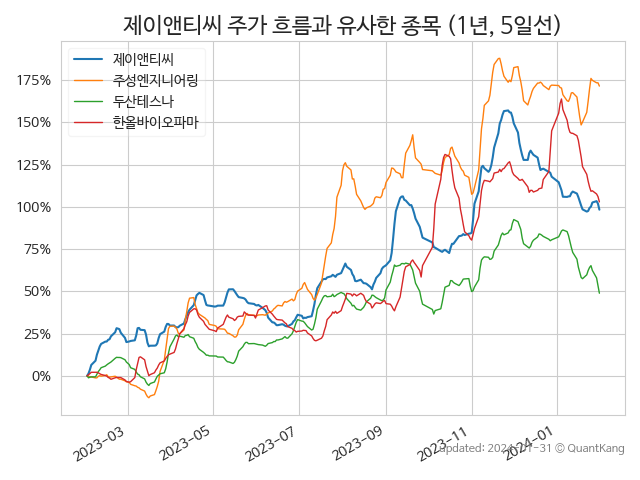 제이앤티씨 주가 흐름과 유사한 종목 (1년, 5일선)
제이앤티씨
주성엔지니어링
두산테스나
한올바이오파마
175%
150%
125%
100%
75%
50%
25%
0%
2023-03
2023-05
2023-07
2023-09
2023-11
2024-01
updated: 2024-01-31 © QuantKang